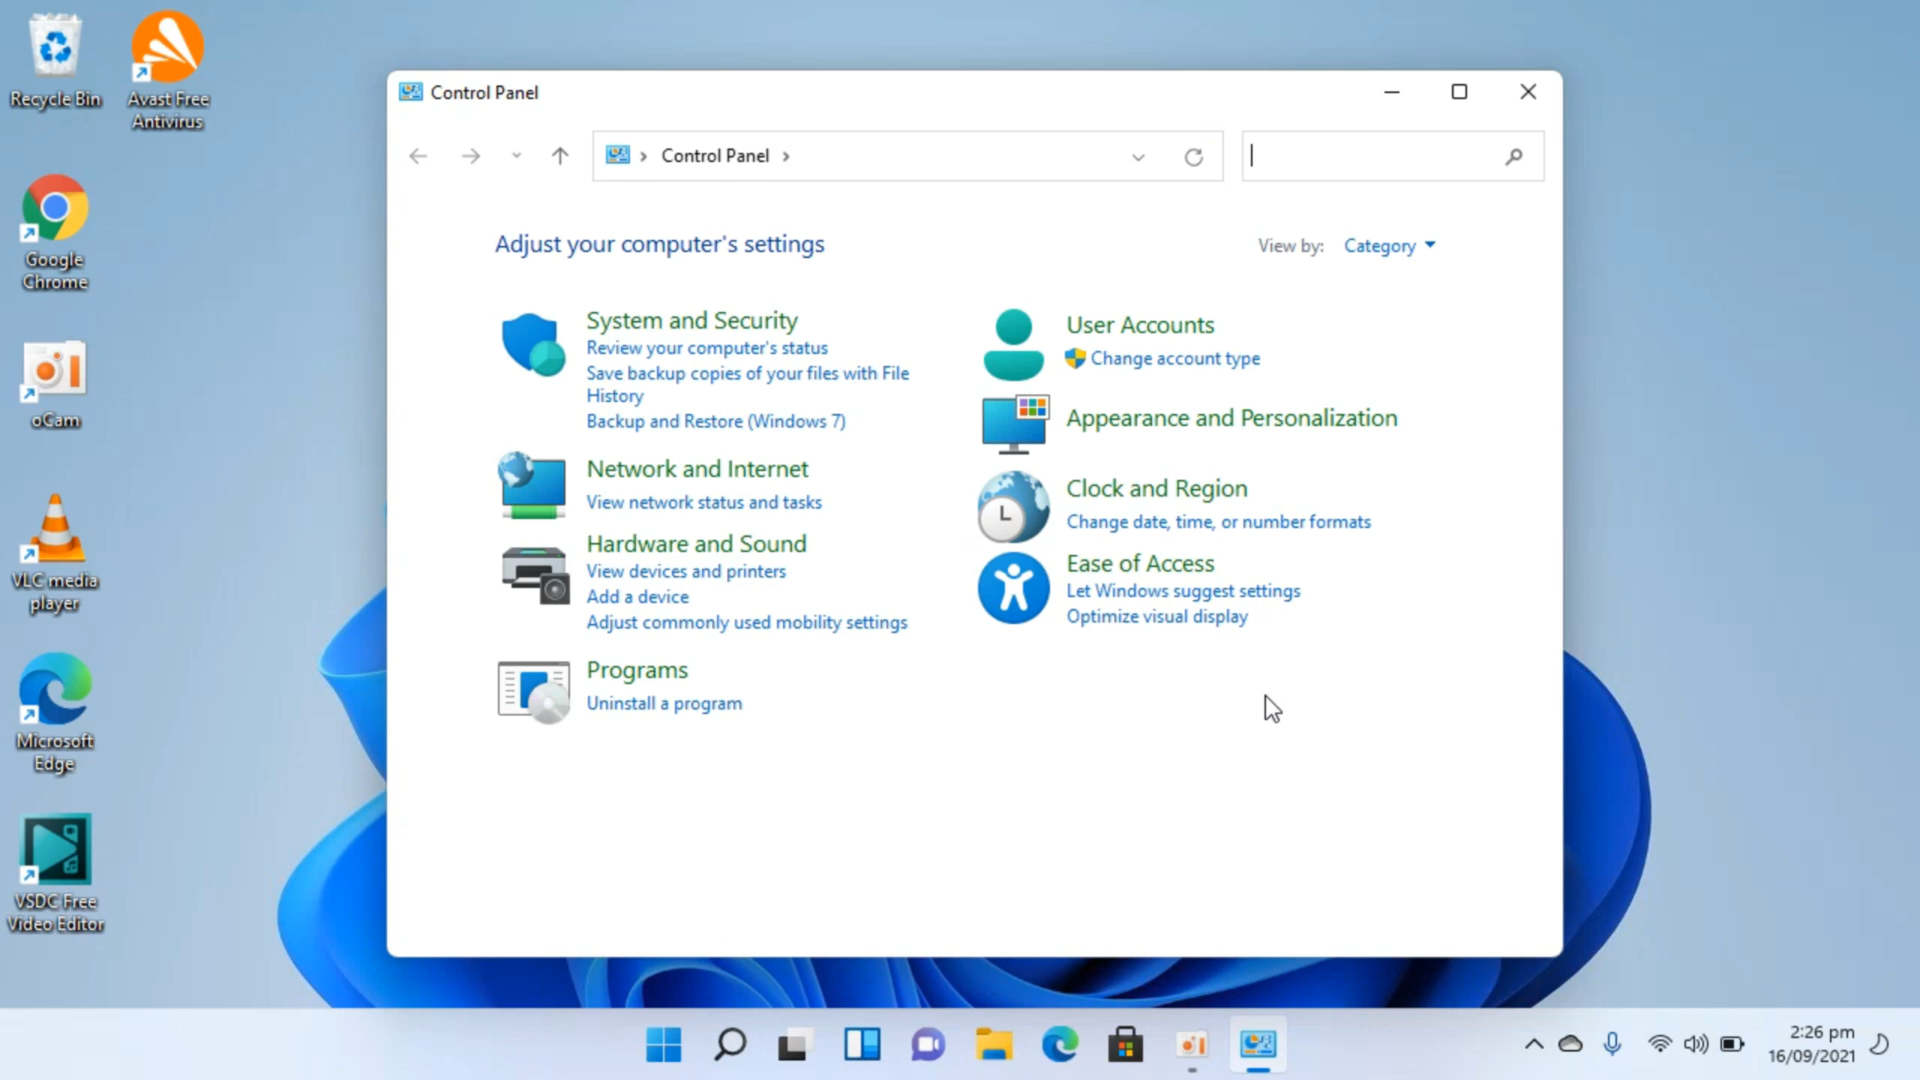 Recycle Bin
Avast Free
Antivirus
Google
Chrome
oCam
VLC media
player
Microsoft
Edge
VSDC Free
Video Editor
Control Panel
Control Panel
Adjust your computer's settings
View by: Category
System and Security
Review your computer's status
Save backup copies of your files with File
History
Backup and Restore (Windows 7)
Network and Internet
View network status and tasks
Hardware and Sound
View devices and printers
Add a device
Adjust commonly used mobility settings
Programs
Uninstall a program
User Accounts
Change account type
Appearance and Personalization
Clock and Region
Change date, time, or number formats
Ease of Access
Let Windows suggest settings
Optimize visual display
2:26 pm
16/09/2021